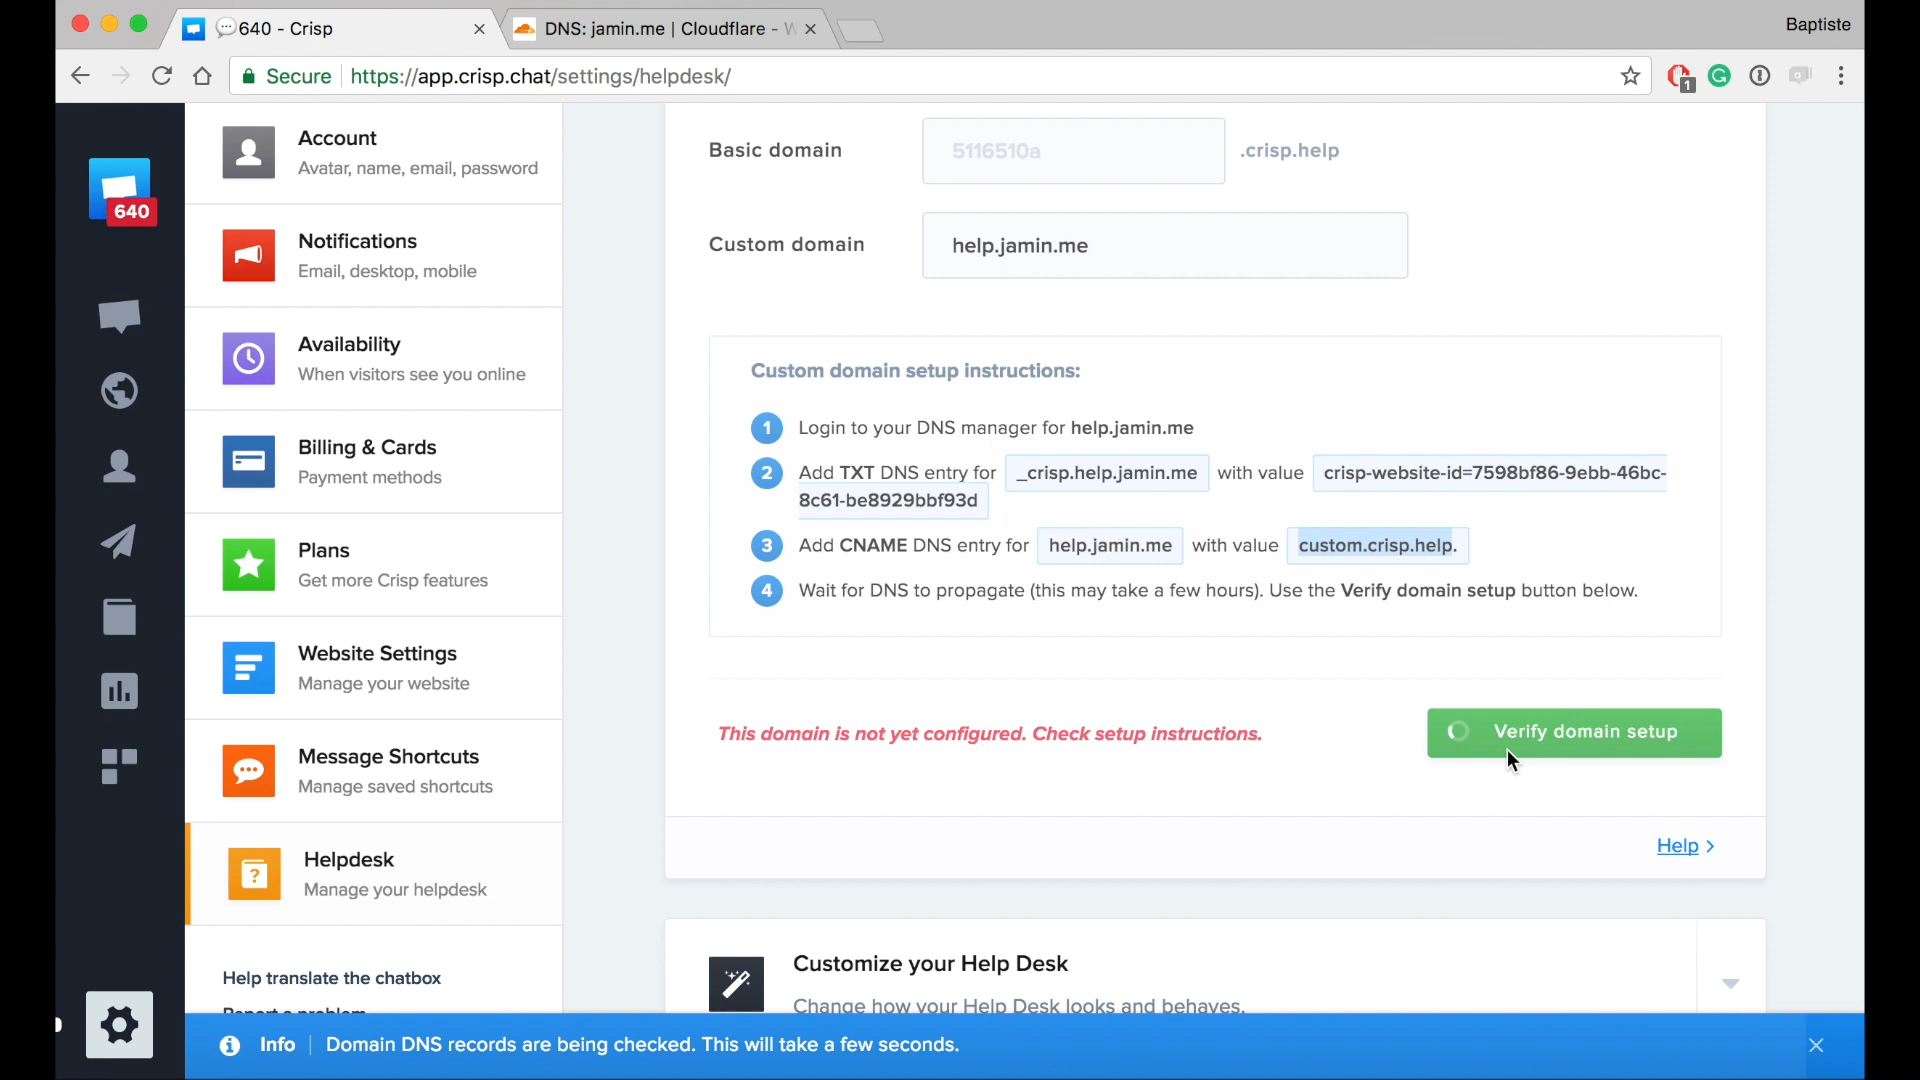 640 - Crisp
DNS: jamin.me | Cloudflare - W
Baptiste
Secure
https://app.crisp.chat/settings/helpdesk/
1
640
Account
Avatar, name, email, password
Notifications
Email, desktop, mobile
Availability
When visitors see you online
Billing & Cards
Payment methods
Plans
Get more Crisp features
Website Settings
Manage your website
Message Shortcuts
Manage saved shortcuts
Helpdesk
Manage your helpdesk
Help translate the chatbox
Report a problem
Basic domain
5116510a
.crisp.help
Custom domain
help.jamin.me
Custom domain setup instructions:
1 Login to your DNS manager for help.jamin.me
2 Add TXT DNS entry for _crisp.help.jamin.me with value crisp-website-id=7598bf86-9ebb-46bc-
8c61-be8929bbf93d
3 Add CNAME DNS entry for help.jamin.me with value custom.crisp.help.
4 Wait for DNS to propagate (this may take a few hours). Use the Verify domain setup button below.
This domain is not yet configured. Check setup instructions.
Verify domain setup
Help
Customize your Help Desk
Change how your Help Desk looks and behaves.
Info
Domain DNS records are being checked. This will take a few seconds.